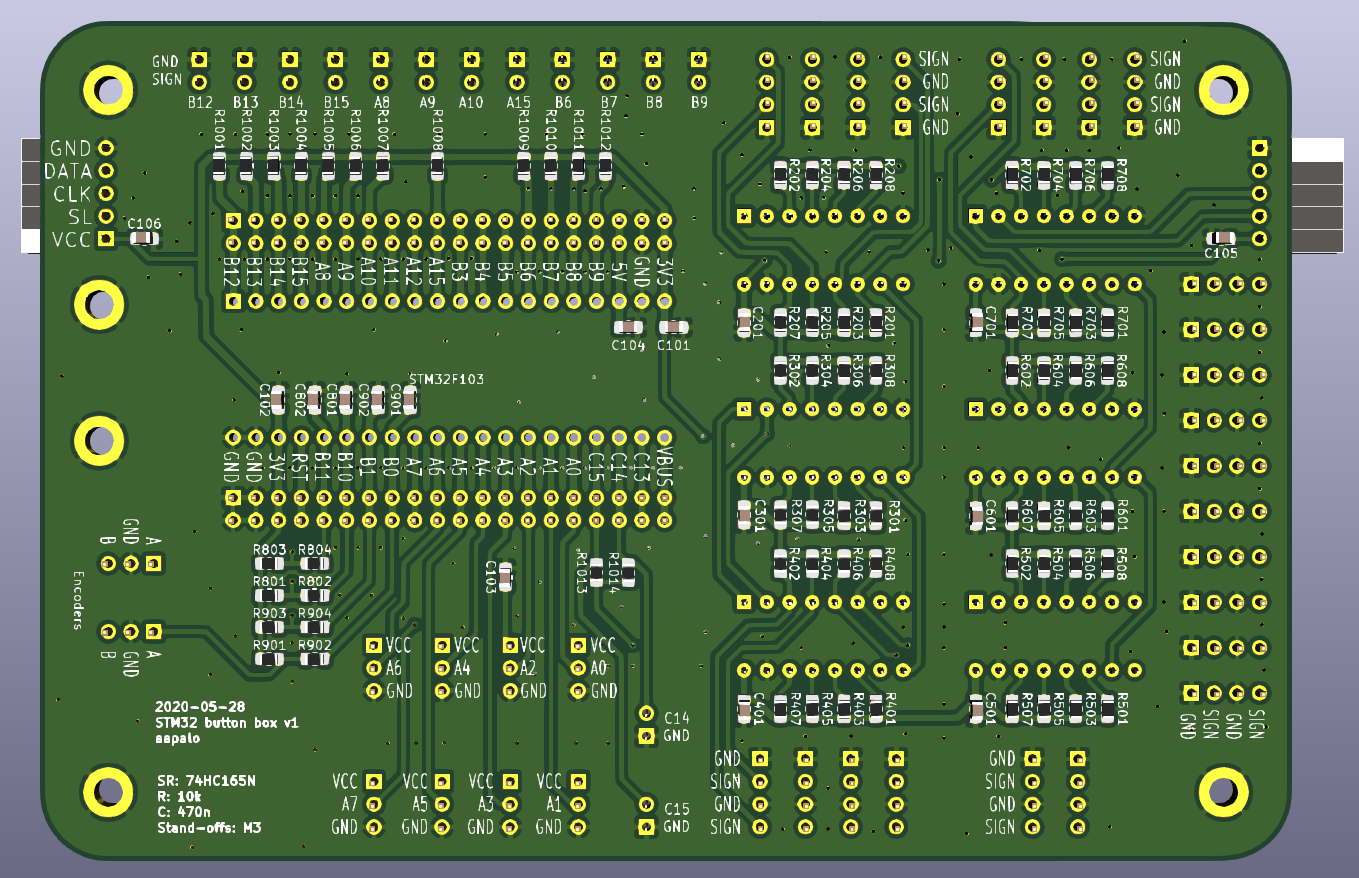 GND
SIGN
B12 B13 B14 B15 A8 A9 A10 A15 B6 B7 B8 B9
SIGN
GND
SIGN
GND
SIGN
GND
SIGN
GND
R1001 R1002 R1003 R1004 R1005 R1006 R1007 R1008 R1009 R1010 R1011 R1012
GND
DATA
CLK
SL
VCC
C106
R202 R204 R206 R208
R702 R704 R706 R708
C105
B12 B13 B14 B15 A8 A9 A10 A11 A12 A15 B3 B4 B5 B6 B7 B8 B9 5V GND 3V3
C104 C101
C201 R207 R205 R203 R201
C701 R707 R705 R703 R701
R302 R304 R306 R308
R602 R604 R606 R608
STM32F103
C102 C802 C801 C902 C901
GND GND 3V3 RST B11 B10 B1 B0 A7 A6 A5 A4 A3 A2 A1 A0 C15 C14 C13 VBUS
C301 R307 R305 R303 R301
C601 R607 R605 R603 R601
B GND A
R803 R804
R801 R802
R903 R904
R901 R902
Encoders
B GND A
C103 R1013 R1014
R402 R404 R406 R408
R502 R504 R506 R508
VCC VCC VCC VCC
A6 A4 A2 A0
GND GND GND GND
C401 R407 R405 R403 R401
C501 R507 R505 R503 R501
GND SIGN GND SIGN
2020-05-28
STM32 button box v1
aapalo
C14
GND
SR: 74HC165N
R: 10k
C: 470n
Stand-offs: M3
VCC VCC VCC VCC
A7 A5 A3 A1
GND GND GND GND
C15
GND
GND
SIGN
GND
SIGN
GND
SIGN
GND
SIGN